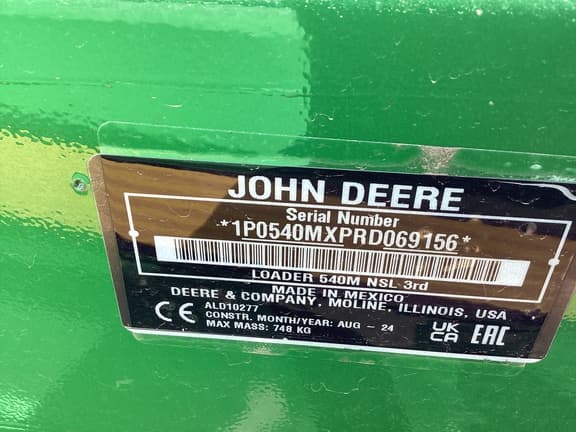 JOHN DEERE
Serial Number
*1P0540MXPRD069156*
LOADER 540M NSL 3rd
MADE IN MEXICO
DEERE & COMPANY, MOLINE, ILLINOIS, USA
ALD10277
CE CONSTR. MONTH/YEAR: AUG - 24 UK CA EAC
MAX MASS: 748 KG